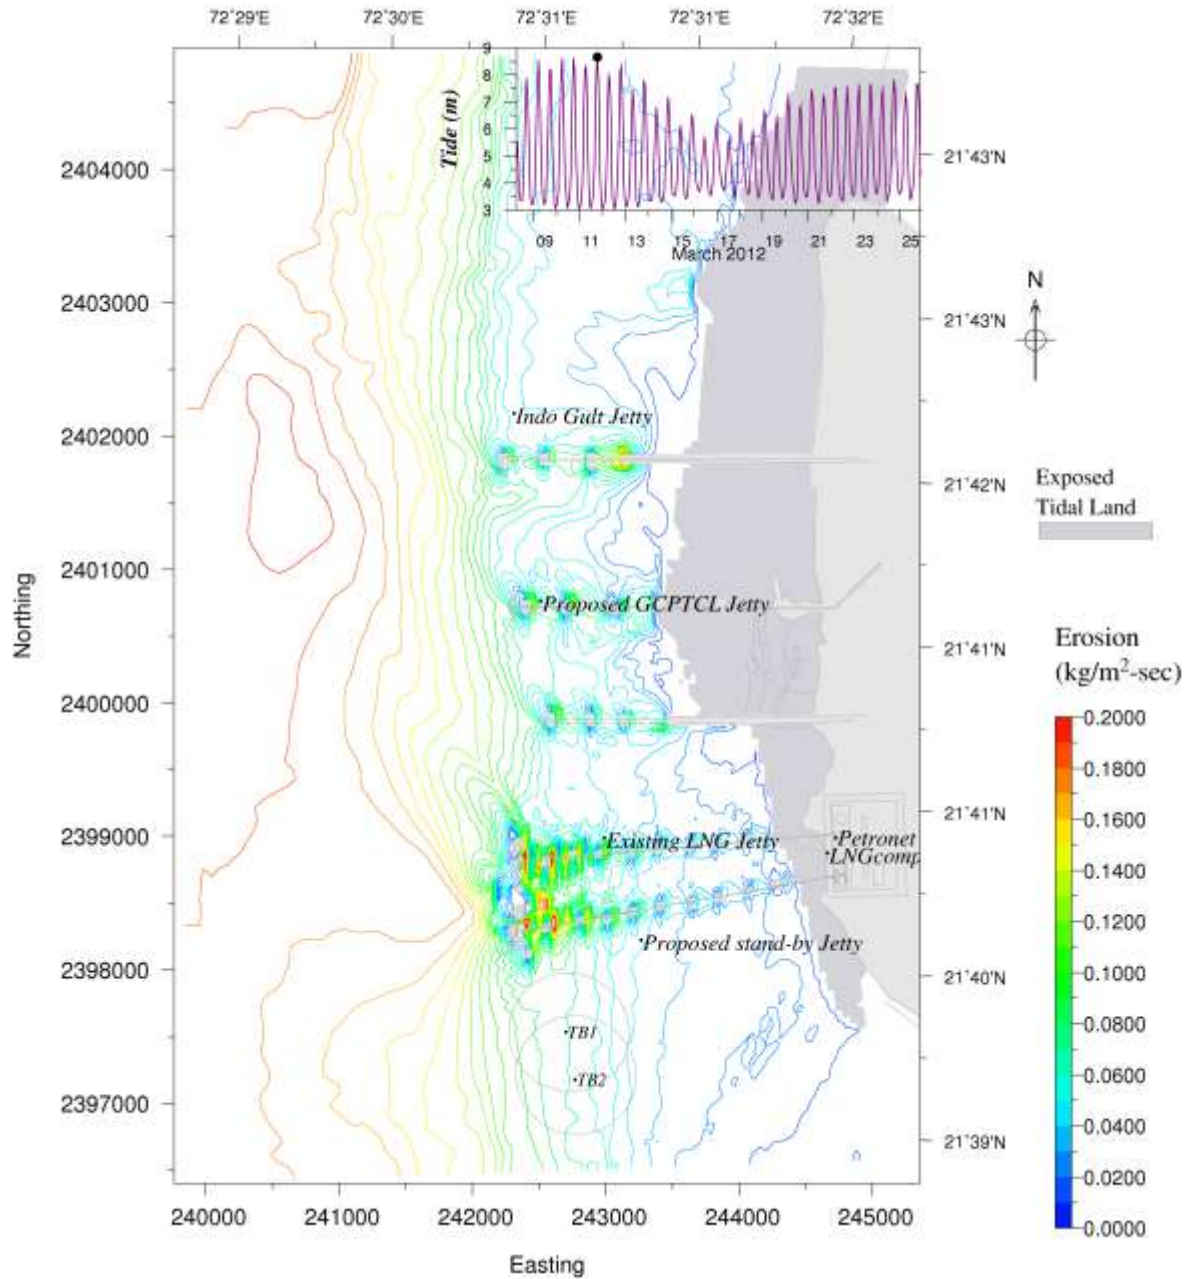 72°29'E 72°30'E 72°31'E 72°31'E 72°32'E
Tide (m)
9
8
7
6
5
4
3
09 11 13 15 17 19 21 23 25
March 2012
2404000
2403000
2402000
2401000
2400000
2399000
2398000
2397000
Northing
21°43'N
21°43'N
21°42'N
21°41'N
21°41'N
21°40'N
21°39'N
Indo Gult Jetty
Proposed GCPTCL Jetty
Existing LNG Jetty
Petronet
LNGcomp
Proposed stand-by Jetty
TB1
TB2
240000 241000 242000 243000 244000 245000
Easting
N
Exposed
Tidal Land
Erosion
(kg/m²-sec)
0.2000
0.1800
0.1600
0.1400
0.1200
0.1000
0.0800
0.0600
0.0400
0.0200
0.0000